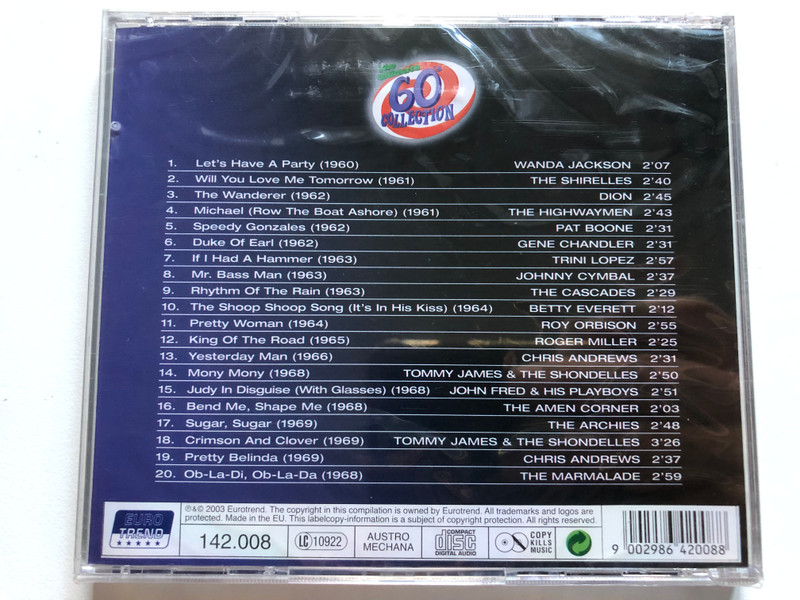 60
COLLECTION
1. Let's Have A Party (1960) WANDA JACKSON 2'07
2. Will You Love Me Tomorrow (1961) THE SHIRELLES 2'40
3. The Wanderer (1962) DION 2'45
4. Michael (Row The Boat Ashore) (1961) THE HIGHWAYMEN 2'43
5. Speedy Gonzales (1962) PAT BOONE 2'31
6. Duke Of Earl (1962) GENE CHANDLER 2'31
7. If I Had A Hammer (1963) TRINI LOPEZ 2'57
8. Mr. Bass Man (1963) JOHNNY CYMBAL 2'37
9. Rhythm Of The Rain (1963) THE CASCADES 2'29
10. The Shoop Shoop Song (It's In His Kiss) (1964) BETTY EVERETT 2'12
11. Pretty Woman (1964) ROY ORBISON 2'55
12. King Of The Road (1965) ROGER MILLER 2'25
13. Yesterday Man (1966) CHRIS ANDREWS 2'31
14. Mony Mony (1968) TOMMY JAMES & THE SHONDELLES 2'50
15. Judy In Disguise (With Glasses) (1968) JOHN FRED & HIS PLAYBOYS 2'51
16. Bend Me, Shape Me (1968) THE AMEN CORNER 2'03
17. Sugar, Sugar (1969) THE ARCHIES 2'48
18. Crimson And Clover (1969) TOMMY JAMES & THE SHONDELLES 3'26
19. Pretty Belinda (1969) CHRIS ANDREWS 2'37
20. Ob-La-Di, Ob-La-Da (1968) THE MARMALADE 2'59
EURO
TREND
℗&© 2003 Eurotrend. The copyright in this compilation is owned by Eurotrend. All trademarks and logos are
protected. Made in the EU. This labelcopy-information is a subject of copyright protection. All rights reserved.
142.008
LC 10922
AUSTRO
MECHANA
COMPACT
disc
DIGITAL AUDIO
COPY
KILLS
MUSIC
9 002986 420088